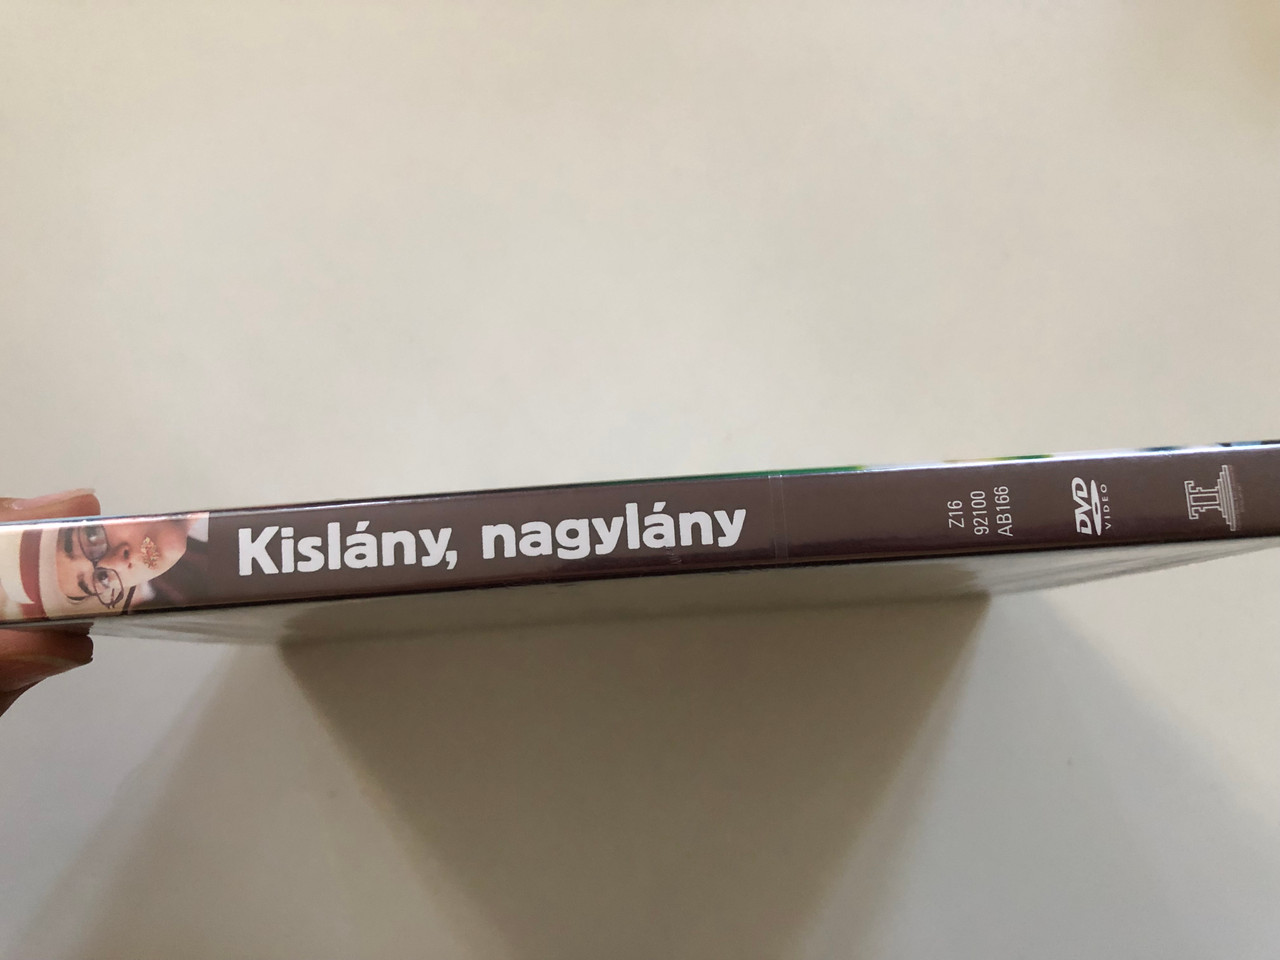 Kislány, nagylány
Z16
92100
AB166
DVD
VIDEO